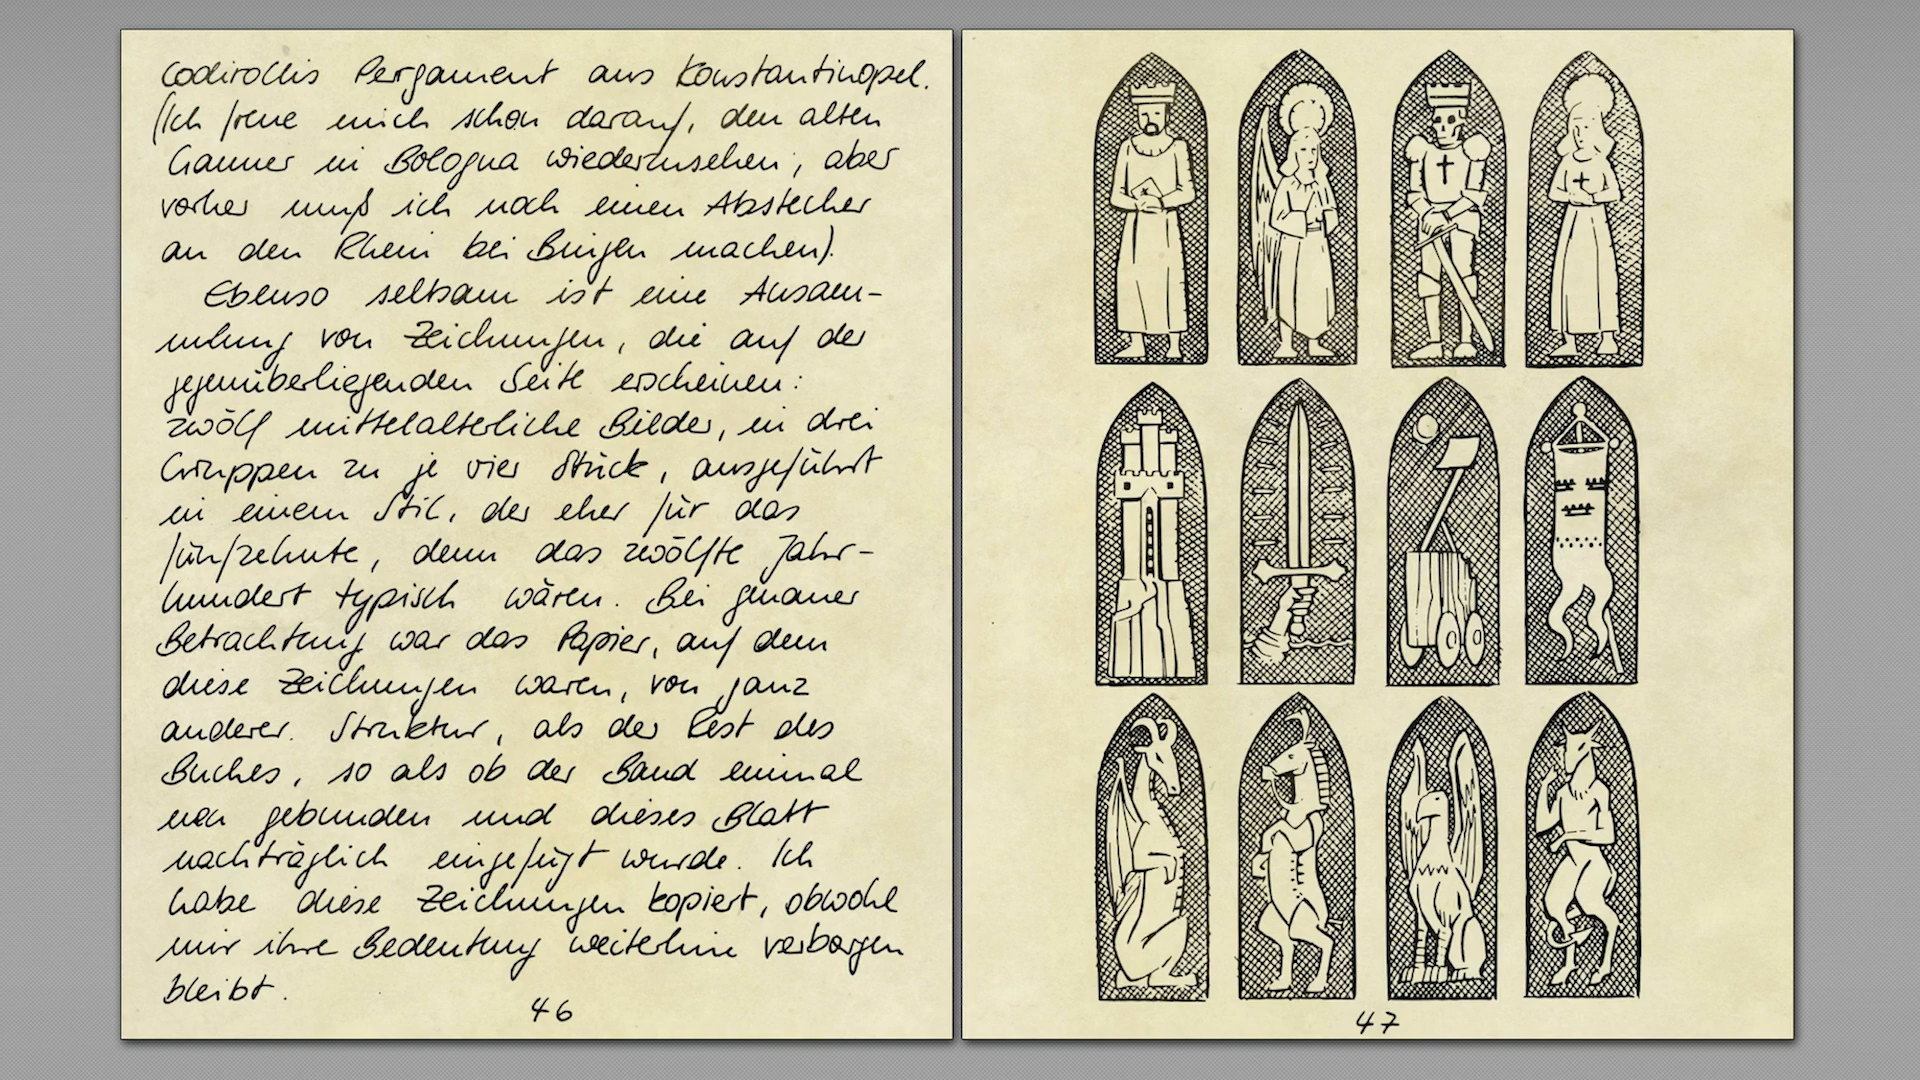 Codirollis Pergament aus Konstantinopel.
(Ich freue mich schon darauf, den alten
Gauner in Bologna wiederzusehen, aber
vorher muß ich noch einen Abstecher
an den Rhein bei Bingen machen).
Ebenso seltsam ist eine Ansam-
mlung von Zeichnungen, die auf der
gegenüberliegenden Seite erscheinen:
zwölf mittelalterliche Bilder, in drei
Gruppen zu je vier Stück, ausgeführt
in einem Stil, der eher für das
fünfzehnte, denn das zwölfte Jahr-
hundert typisch wären. Bei genauer
Betrachtung war das Papier, auf dem
diese Zeichnungen waren, von ganz
anderer. Struktur, als der Rest des
Buches, so als ob der Band einmal
neu gebunden und dieses Blatt
nachträglich eingefügt wurde. Ich
habe diese Zeichnungen kopiert, obwohl
mir ihre Bedeutung weiterhin verborgen
bleibt.
46
47